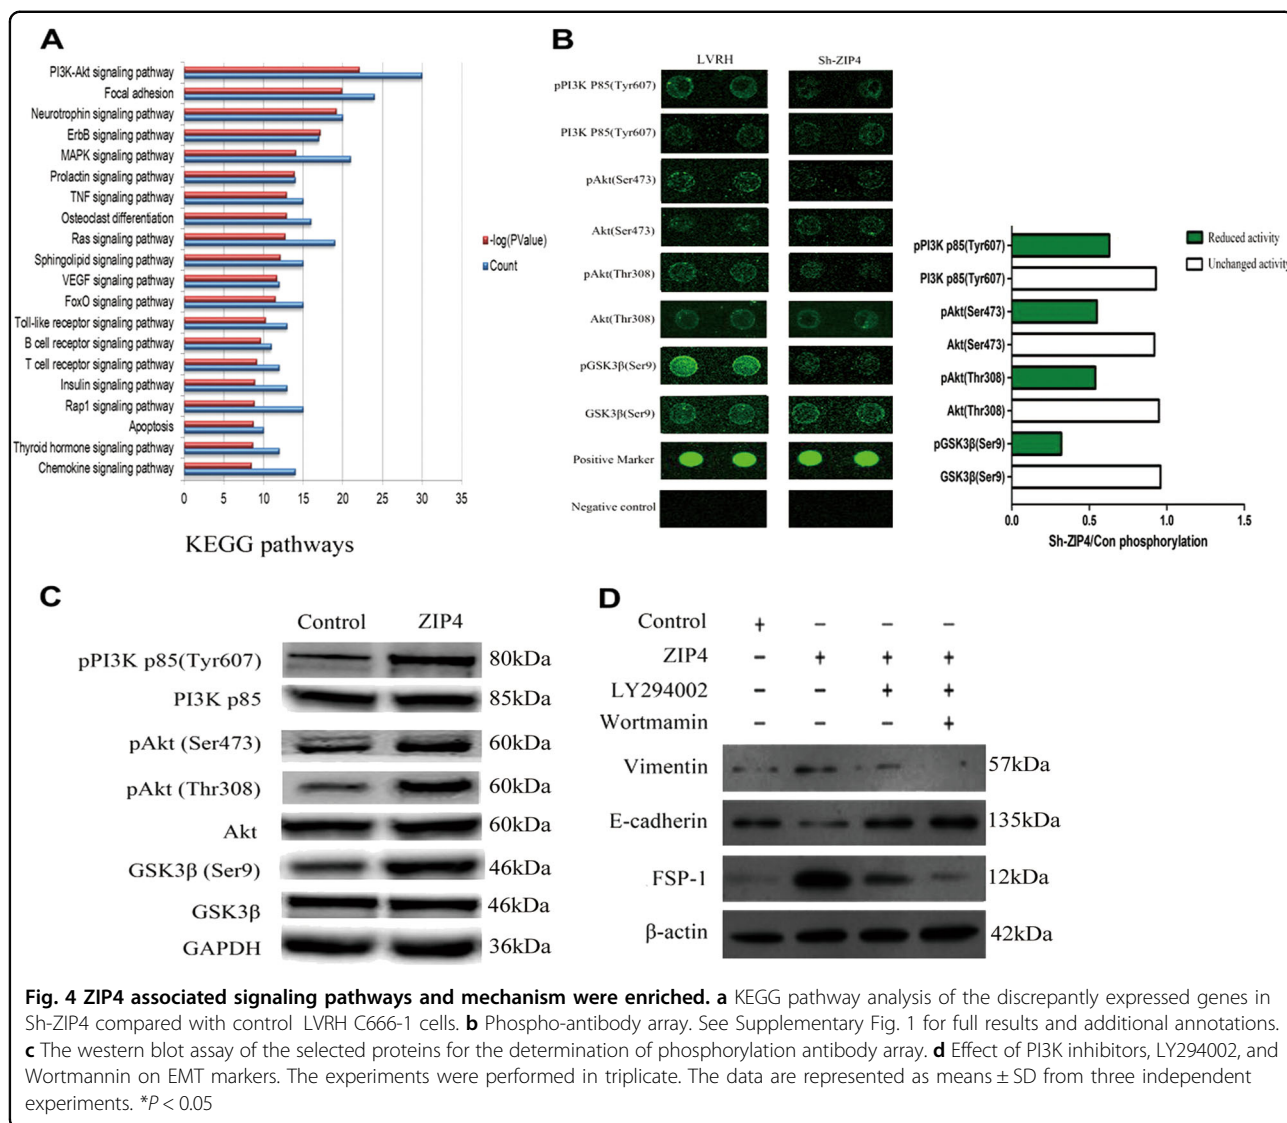 A
PI3K-Akt signaling pathway
Focal adhesion
Neurotrophin signaling pathway
ErbB signaling pathway
MAPK signaling pathway
Prolactin signaling pathway
TNF signaling pathway
Osteoclast differentiation
Ras signaling pathway
Sphingolipid signaling pathway
VEGF signaling pathway
FoxO signaling pathway
Toll-like receptor signaling pathway
B cell receptor signaling pathway
T cell receptor signaling pathway
Insulin signaling pathway
Rap1 signaling pathway
Apoptosis
Thyroid hormone signaling pathway
Chemokine signaling pathway
0 5 10 15 20 25 30 35
-log(PValue)
Count
KEGG pathways
B
LVRH Sh-ZIP4
pPI3K P85(Tyr607)
PI3K P85(Tyr607)
pAkt(Ser473)
Akt(Ser473)
pAkt(Thr308)
Akt(Thr308)
pGSK3β(Ser9)
GSK3β(Ser9)
Positive Marker
Negative control
pPI3K p85(Tyr607)
PI3K p85(Tyr607)
pAkt(Ser473)
Akt(Ser473)
pAkt(Thr308)
Akt(Thr308)
pGSK3β(Ser9)
GSK3β(Ser9)
0.0 0.5 1.0 1.5
Sh-ZIP4/Con phosphorylation
Reduced activity
Unchanged activity
C
Control ZIP4
pPI3K p85(Tyr607) 80kDa
PI3K p85 85kDa
pAkt (Ser473) 60kDa
pAkt (Thr308) 60kDa
Akt 60kDa
GSK3β (Ser9) 46kDa
GSK3β 46kDa
GAPDH 36kDa
D
Control + – – –
ZIP4 – + + +
LY294002 – – + +
Wortmamin – – – +
Vimentin 57kDa
E-cadherin 135kDa
FSP-1 12kDa
β-actin 42kDa
Fig. 4 ZIP4 associated signaling pathways and mechanism were enriched. a KEGG pathway analysis of the discrepantly expressed genes in
Sh-ZIP4 compared with control LVRH C666-1 cells. b Phospho-antibody array. See Supplementary Fig. 1 for full results and additional annotations.
c The western blot assay of the selected proteins for the determination of phosphorylation antibody array. d Effect of PI3K inhibitors, LY294002, and
Wortmannin on EMT markers. The experiments were performed in triplicate. The data are represented as means ± SD from three independent
experiments. *P < 0.05